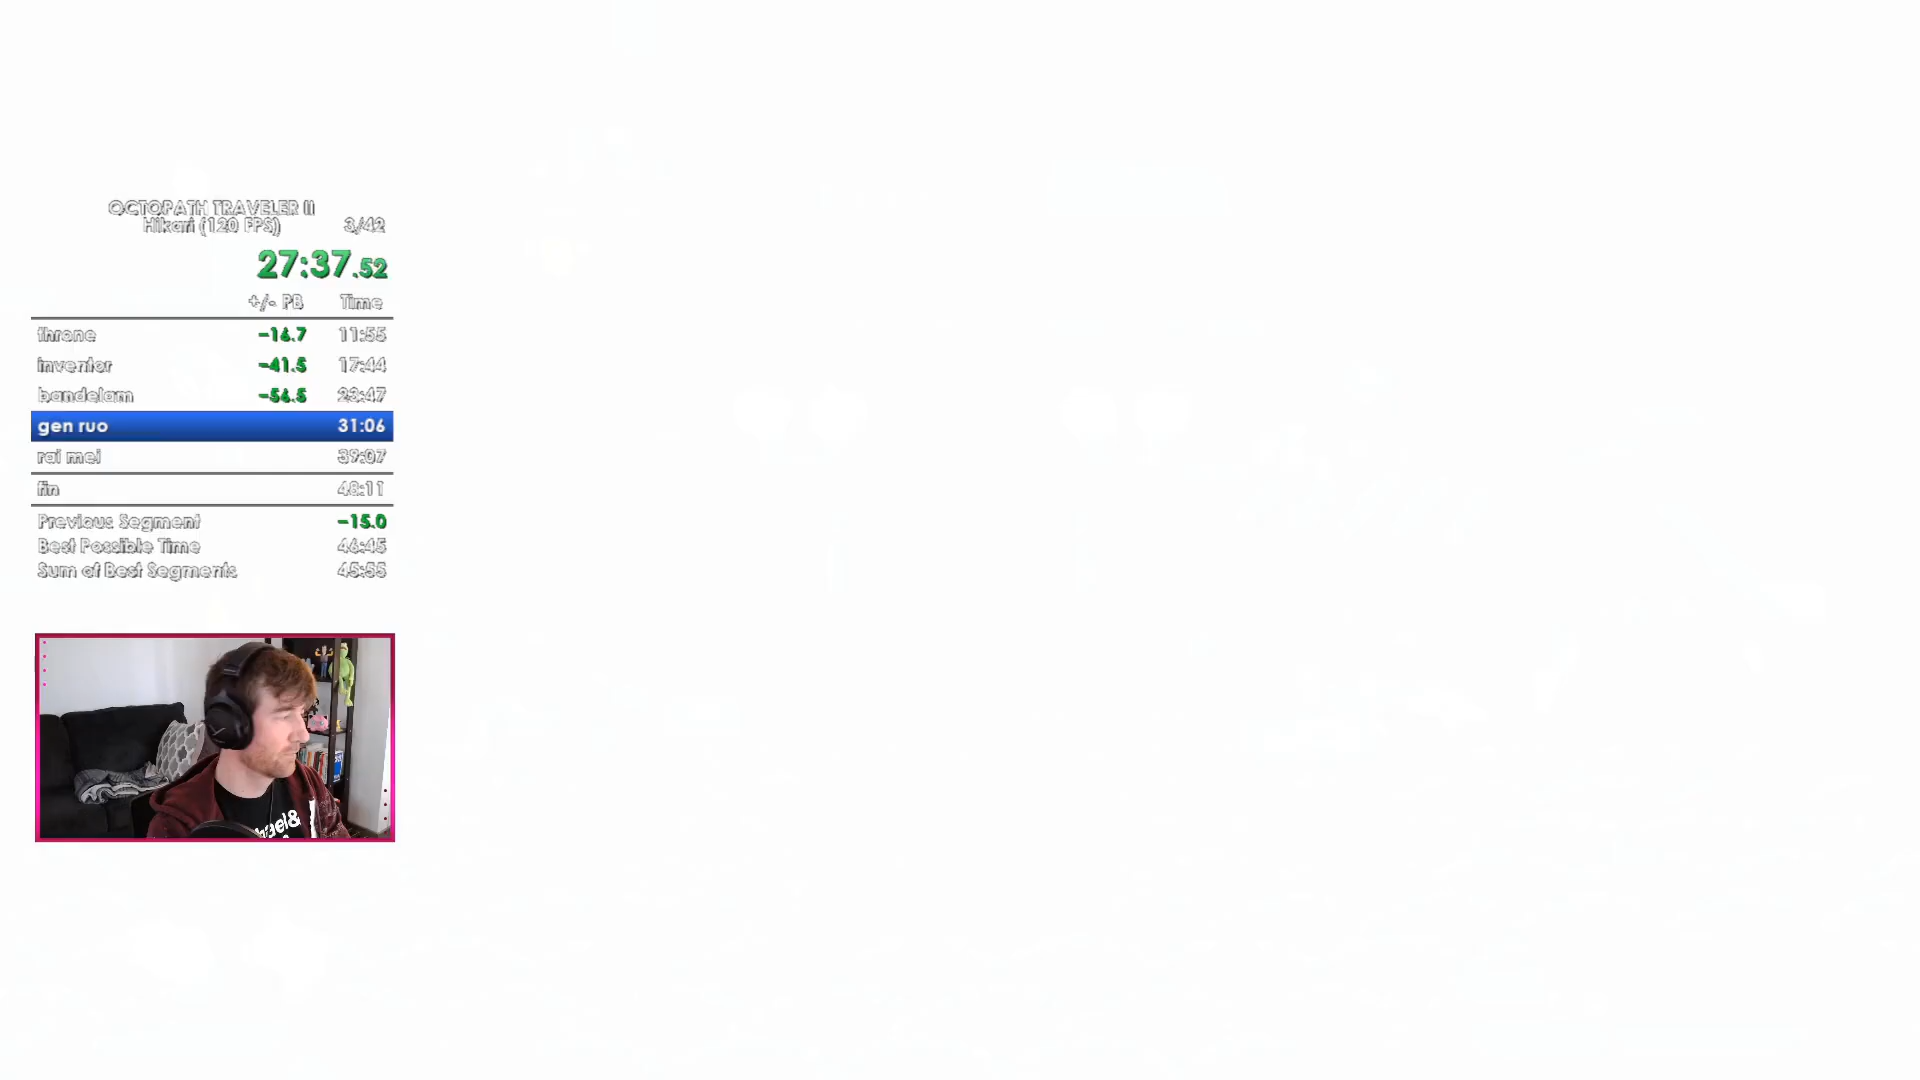 OCTOPATH TRAVELER II
Hikari (120 FPS) 3/42
27:37.52
+/- PB Time
throne -16.7 11:55
inventor -41.5 17:44
bandelam -56.5 23:47
gen ruo 31:06
rai mei 39:07
fin 48:11
Previous Segment -15.0
Best Possible Time 46:45
Sum of Best Segments 45:55